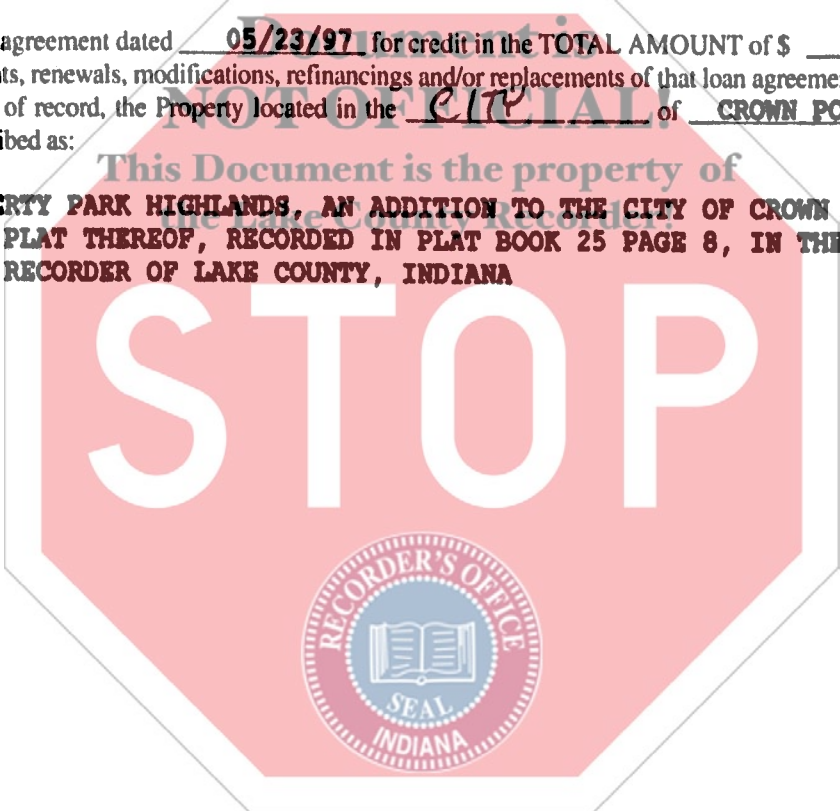 Document is
agreement dated 05/23/97 for credit in the TOTAL AMOUNT of $
ts, renewals, modifications, refinancings and/or replacements of that loan agreeme
NOT OFFICIAL!
of record, the Property located in the CITY of CROWN PO
ibed as:
This Document is the property of
the Lake County Recorder!
ERTY PARK HIGHLANDS, AN ADDITION TO THE CITY OF CROWN
PLAT THEREOF, RECORDED IN PLAT BOOK 25 PAGE 8, IN THE
RECORDER OF LAKE COUNTY, INDIANA
STOP
RECORDER'S OFFICE
SEAL
INDIANA